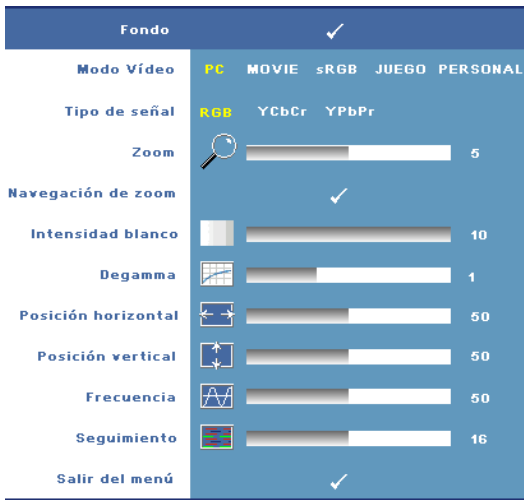 Fondo
Modo Vídeo PC MOVIE sRGB JUEGO PERSONAL
Tipo de señal RGB YCbCr YPbPr
Zoom 5
Navegación de zoom
Intensidad blanco 10
Degamma 1
Posición horizontal 50
Posición vertical 50
Frecuencia 50
Seguimiento 16
Salir del menú